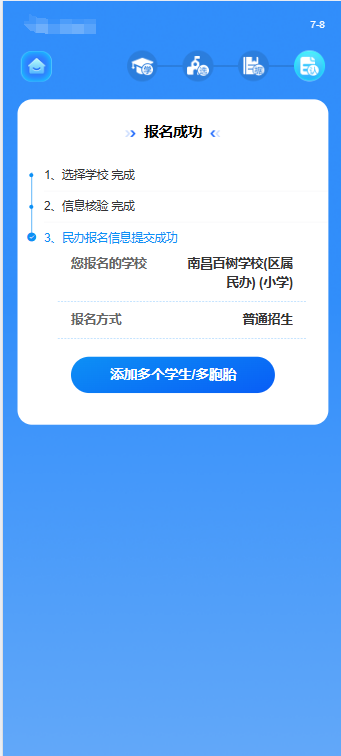 7-8
报名成功
1、选择学校 完成
2、信息核验 完成
3、民办报名信息提交成功
您报名的学校 南昌百树学校(区属
民办) (小学)
报名方式 普通招生
添加多个学生/多胞胎